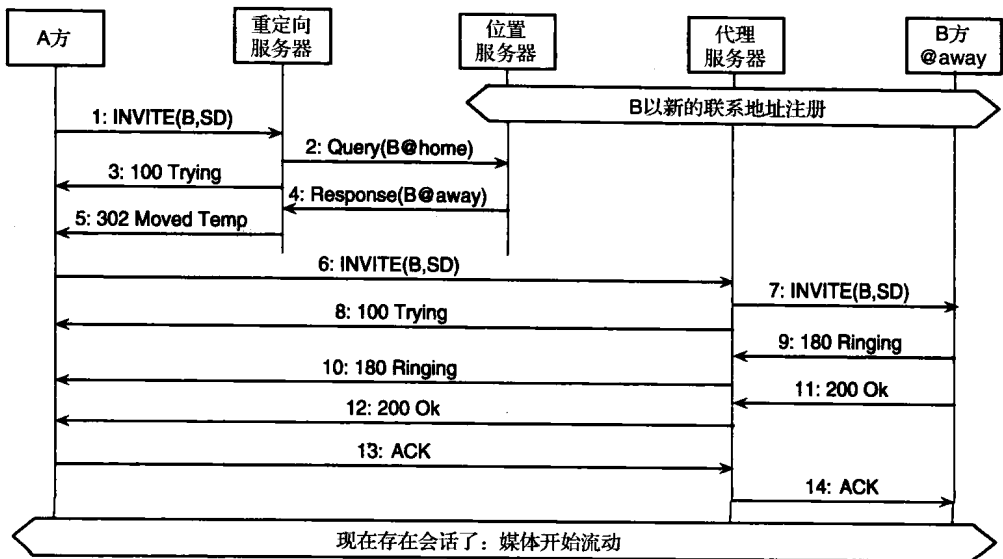 A方
重定向
服务器
位置
服务器
代理
服务器
B方
@away
B以新的联系地址注册
1: INVITE(B,SD)
2: Query(B@home)
3: 100 Trying
4: Response(B@away)
5: 302 Moved Temp
6: INVITE(B,SD)
7: INVITE(B,SD)
8: 100 Trying
9: 180 Ringing
10: 180 Ringing
11: 200 Ok
12: 200 Ok
13: ACK
14: ACK
现在存在会话了：媒体开始流动